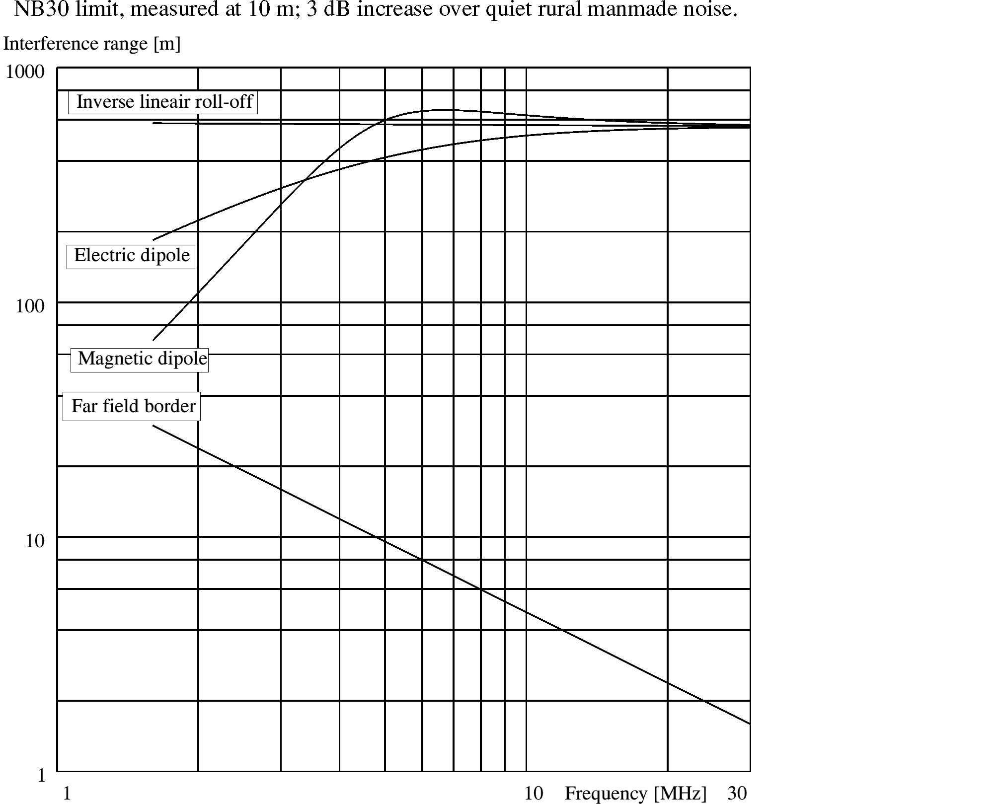 NB30 limit, measured at 10 m; 3 dB increase over quiet rural manmade noise.
Interference range [m]
1000
Inverse lineair roll-off
Electric dipole
100
Magnetic dipole
Far field border
10
1
1
10
Frequency [MHz]
30